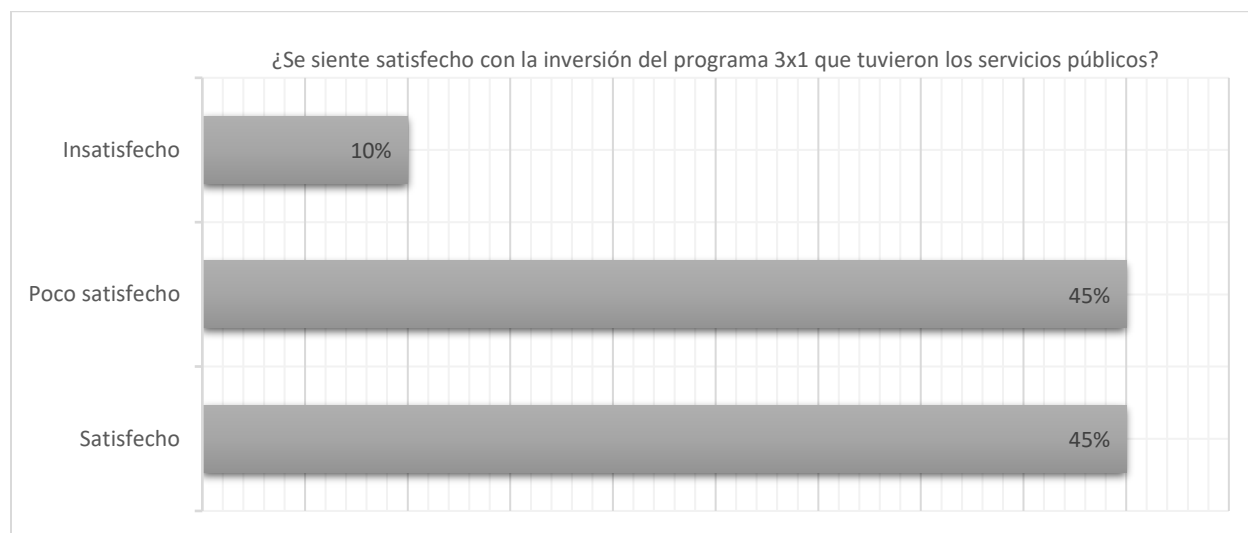 ¿Se siente satisfecho con la inversión del programa 3x1 que tuvieron los servicios públicos?
Insatisfecho
10%
Poco satisfecho
45%
Satisfecho
45%